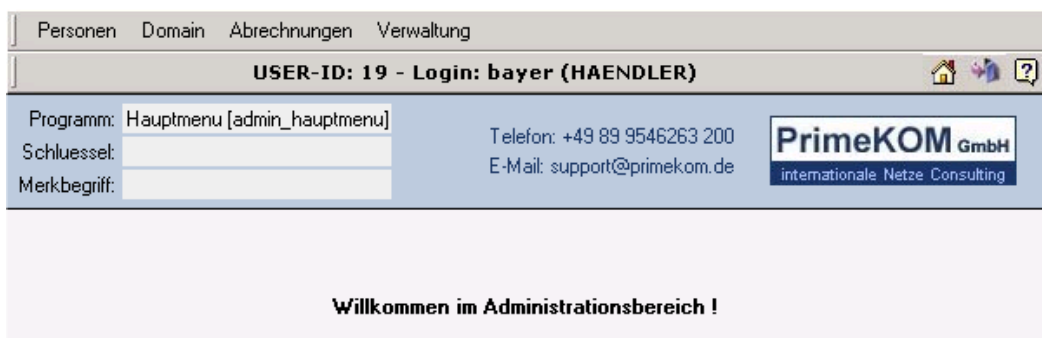 Personen Domain Abrechnungen Verwaltung
USER-ID: 19 - Login: bayer (HAENDLER)
Programm: Hauptmenu [admin_hauptmenu]
Schluessel:
Merkbegriff:
Telefon: +49 89 9546263 200
E-Mail: support@primekom.de
PrimeKOM GmbH
internationale Netze Consulting
Willkommen im Administrationsbereich !